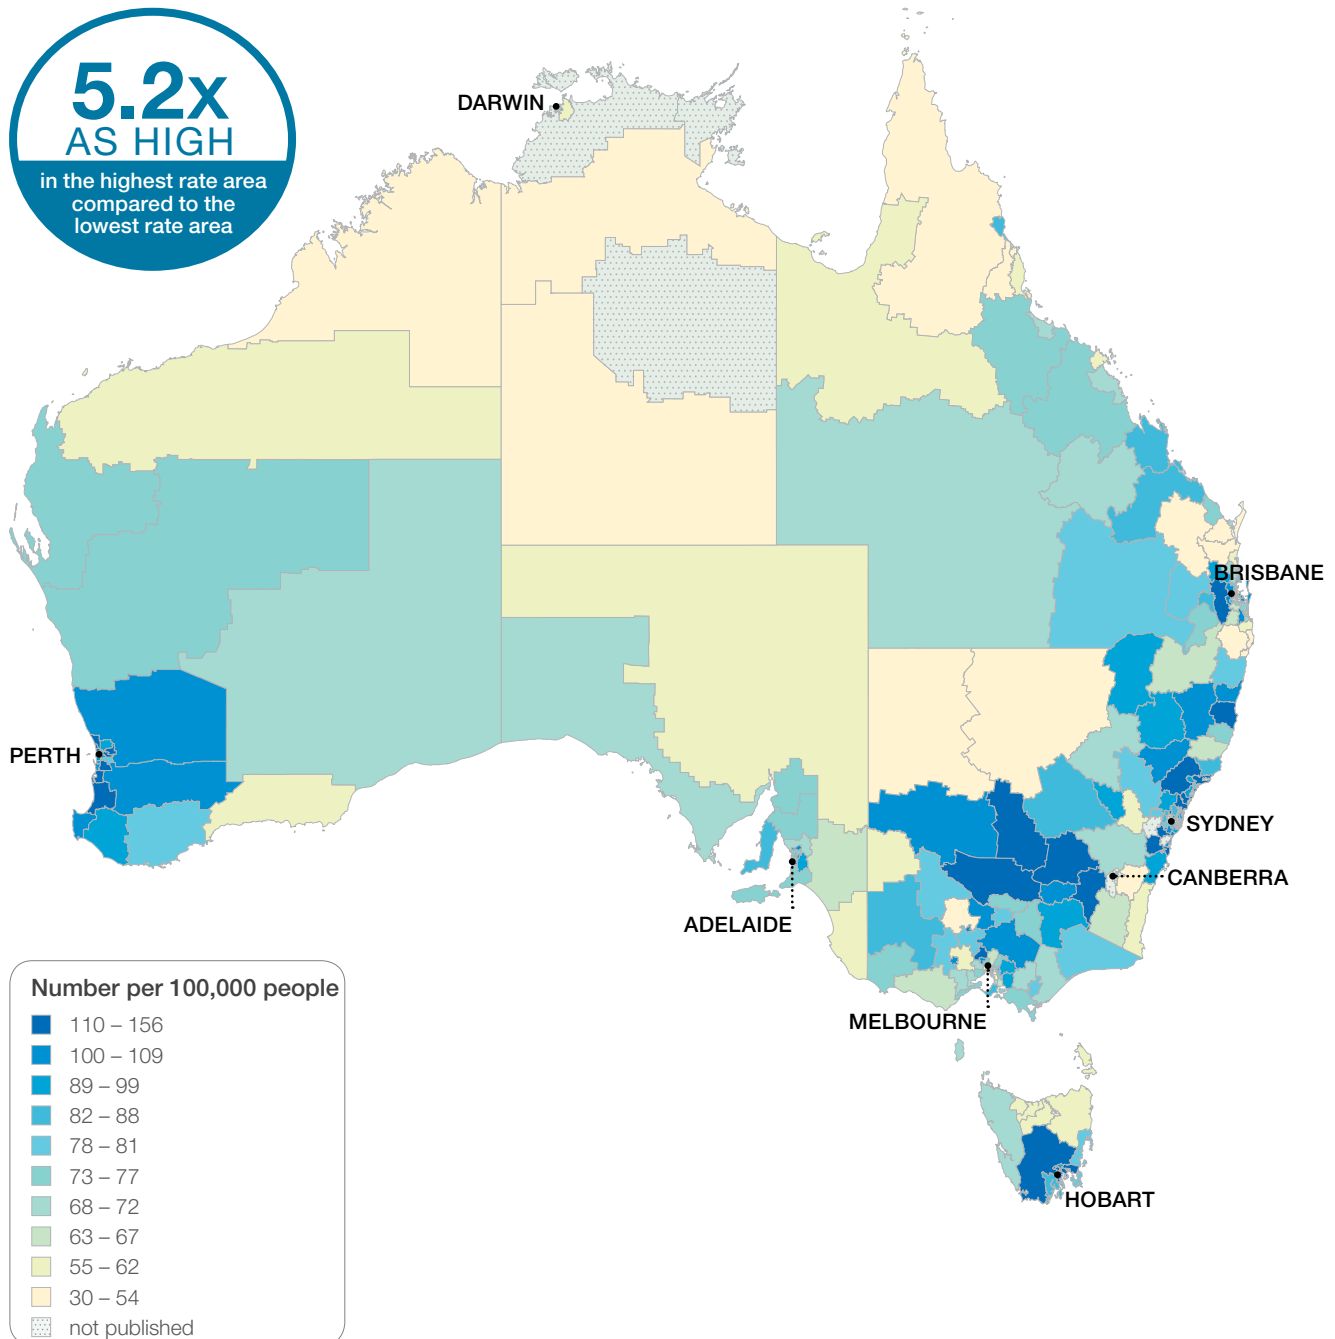 5.2x
AS HIGH
in the highest rate area
compared to the
lowest rate area
DARWIN
BRISBANE
PERTH
SYDNEY
CANBERRA
ADELAIDE
MELBOURNE
HOBART
Number per 100,000 people
110 – 156
100 – 109
89 – 99
82 – 88
78 – 81
73 – 77
68 – 72
63 – 67
55 – 62
30 – 54
not published